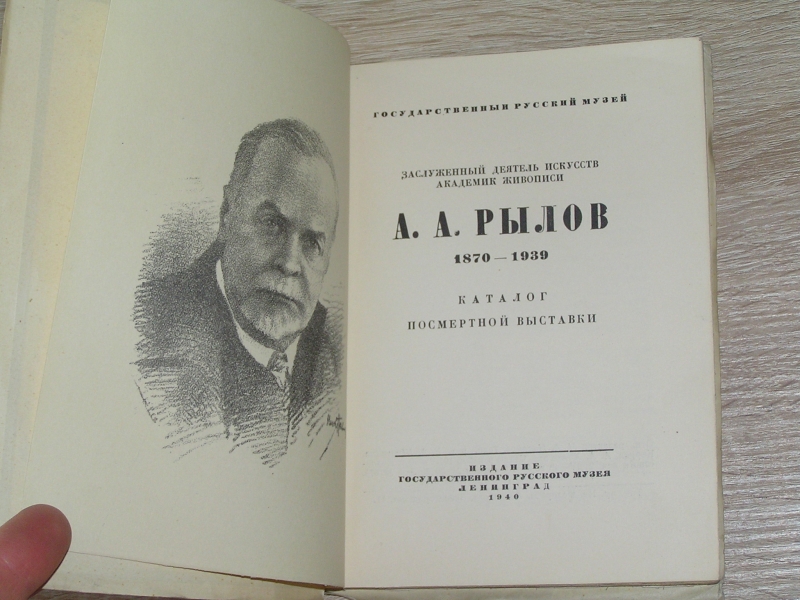 ГОСУДАРСТВЕННЫЙ РУССКИЙ МУЗЕЙ
ЗАСЛУЖЕННЫЙ ДЕЯТЕЛЬ ИСКУССТВ
АКАДЕМИК ЖИВОПИСИ
А. А. РЫЛОВ
1870 — 1939
КАТАЛОГ
ПОСМЕРТНОЙ ВЫСТАВКИ
ИЗДАНИЕ
ГОСУДАРСТВЕННОГО РУССКОГО МУЗЕЯ
ЛЕНИНГРАД
1940